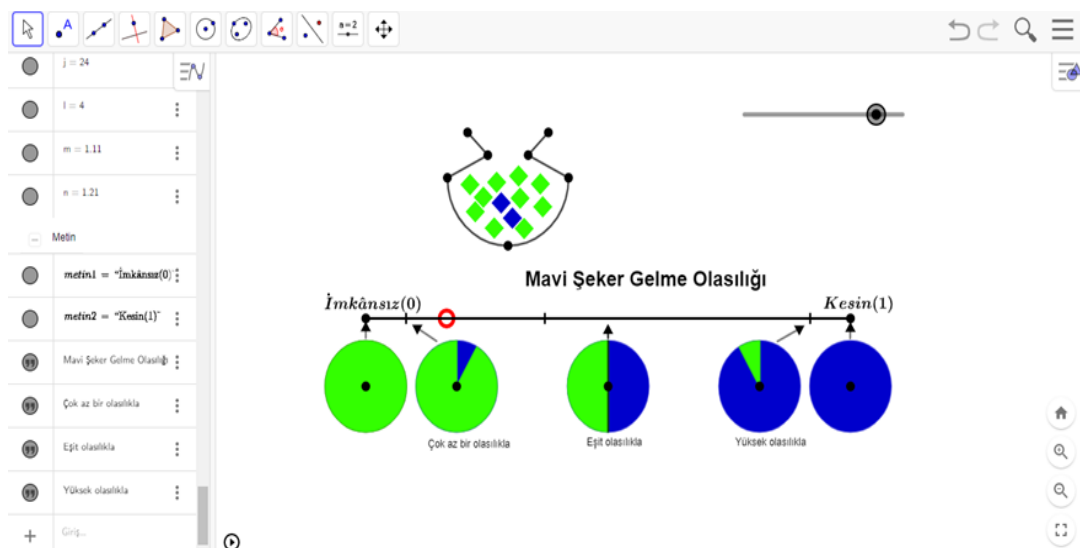 A
a=2
j = 24
l = 4
m = 1.11
n = 1.21
Metin
metin1 = "İmkânsız(0)"
metin2 = "Kesin(1)"
Mavi Şeker Gelme Olasılığı
Çok az bir olasılıkla
Eşit olasılıkla
Yüksek olasılıkla
Giriş...
Mavi Şeker Gelme Olasılığı
İmkânsız(0)
Kesin(1)
Çok az bir olasılıkla
Eşit olasılıkla
Yüksek olasılıkla